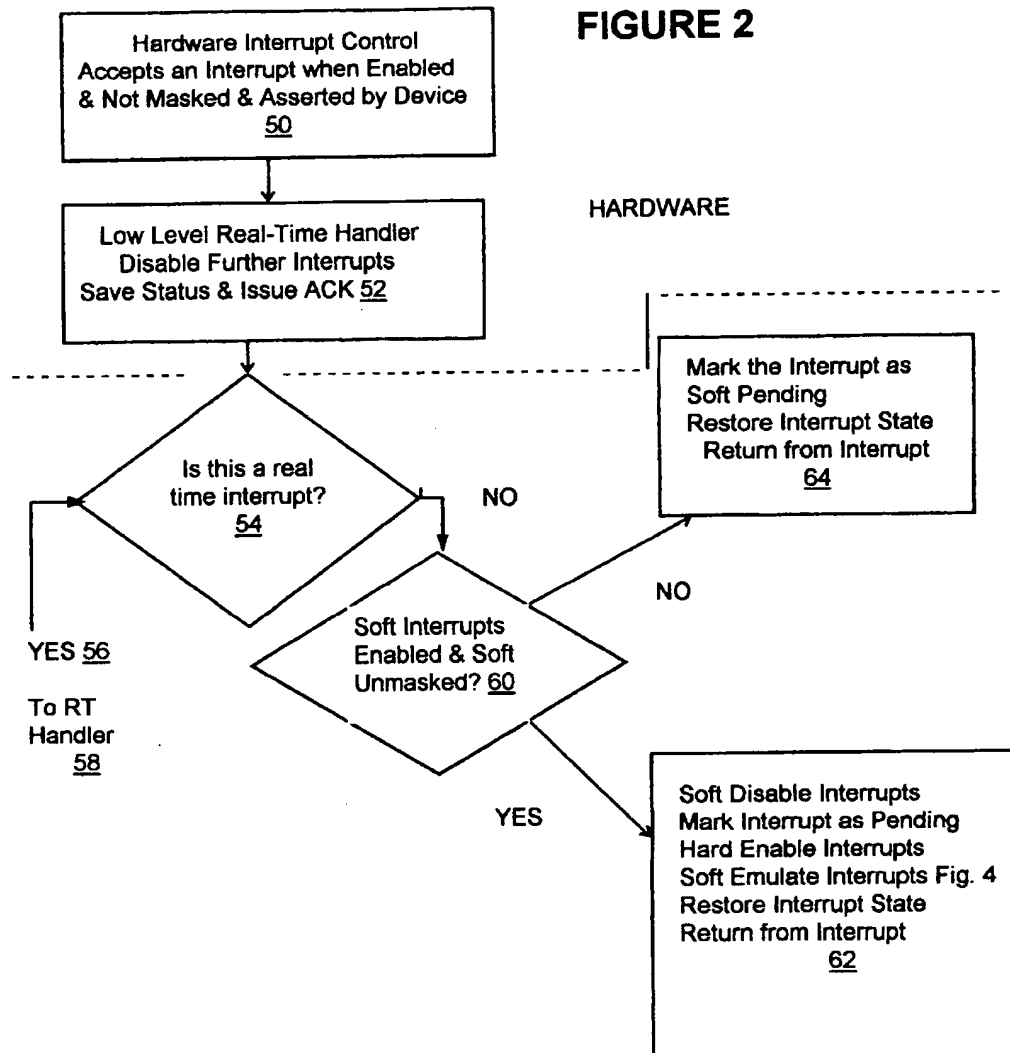 FIGURE 2
Hardware Interrupt Control
Accepts an Interrupt when Enabled
& Not Masked & Asserted by Device
50
HARDWARE
Low Level Real-Time Handler
Disable Further Interrupts
Save Status & Issue ACK 52
Mark the Interrupt as
Soft Pending
Restore Interrupt State
Return from Interrupt
64
Is this a real
time interrupt?
54
NO
NO
YES 56
To RT
Handler
58
Soft Interrupts
Enabled & Soft
Unmasked? 60
YES
Soft Disable Interrupts
Mark Interrupt as Pending
Hard Enable Interrupts
Soft Emulate Interrupts Fig. 4
Restore Interrupt State
Return from Interrupt
62